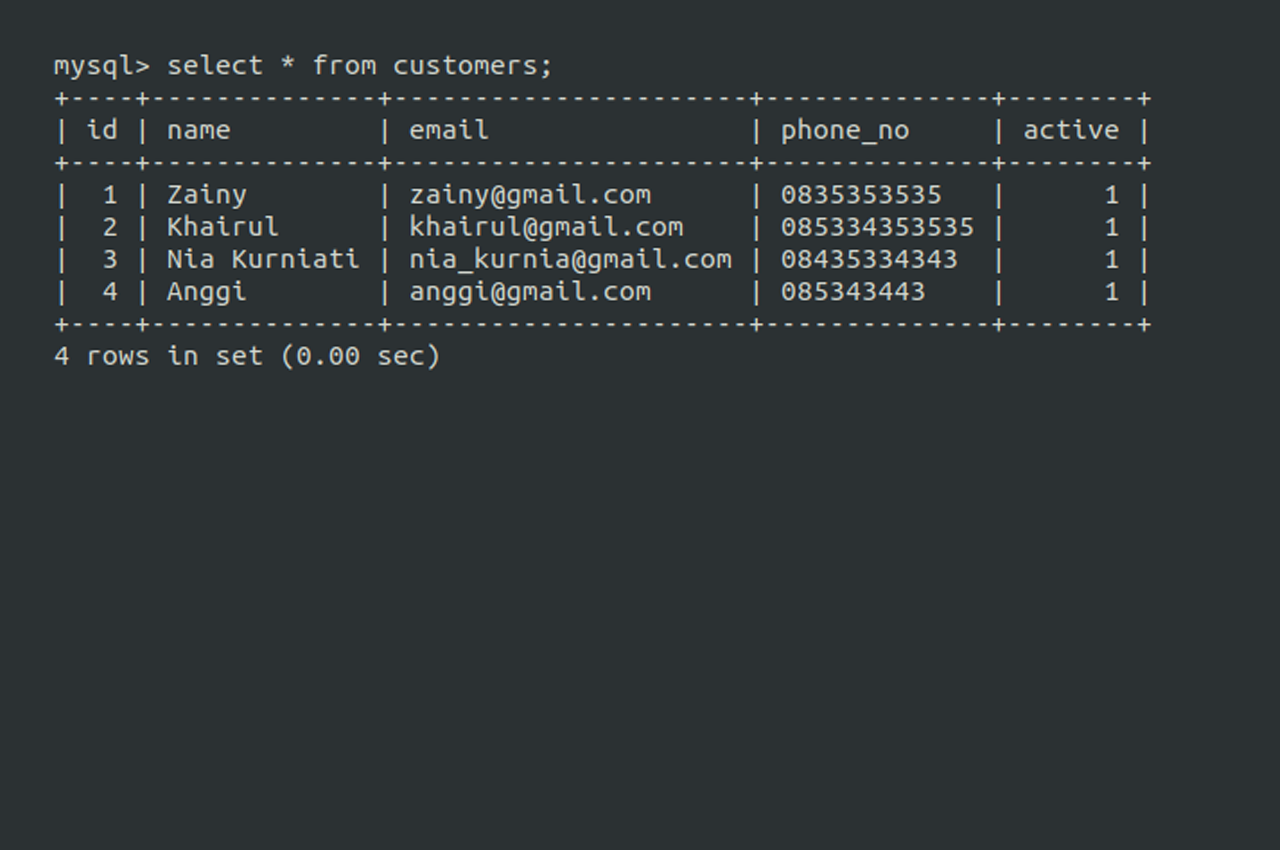 mysql> select * from customers;
+----+--------------+----------------------+--------------+--------+
| id | name         | email                | phone_no     | active |
+----+--------------+----------------------+--------------+--------+
|  1 | Zainy        | zainy@gmail.com      | 0835353535   |      1 |
|  2 | Khairul      | khairul@gmail.com    | 085334353535 |      1 |
|  3 | Nia Kurniati | nia_kurnia@gmail.com | 08435334343  |      1 |
|  4 | Anggi        | anggi@gmail.com      | 085343443    |      1 |
+----+--------------+----------------------+--------------+--------+
4 rows in set (0.00 sec)